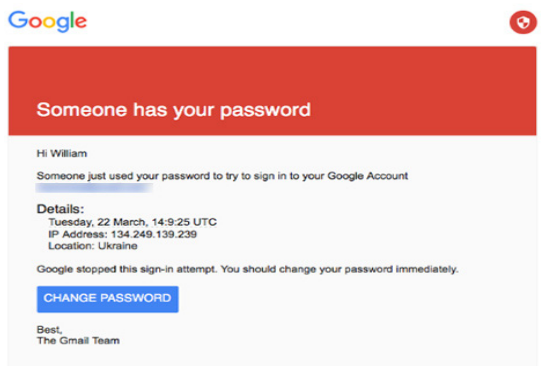 Google
Someone has your password
Hi William
Someone just used your password to try to sign in to your Google Account
Details:
Tuesday, 22 March, 14:9:25 UTC
IP Address: 134.249.139.239
Location: Ukraine
Google stopped this sign-in attempt. You should change your password immediately.
CHANGE PASSWORD
Best,
The Gmail Team